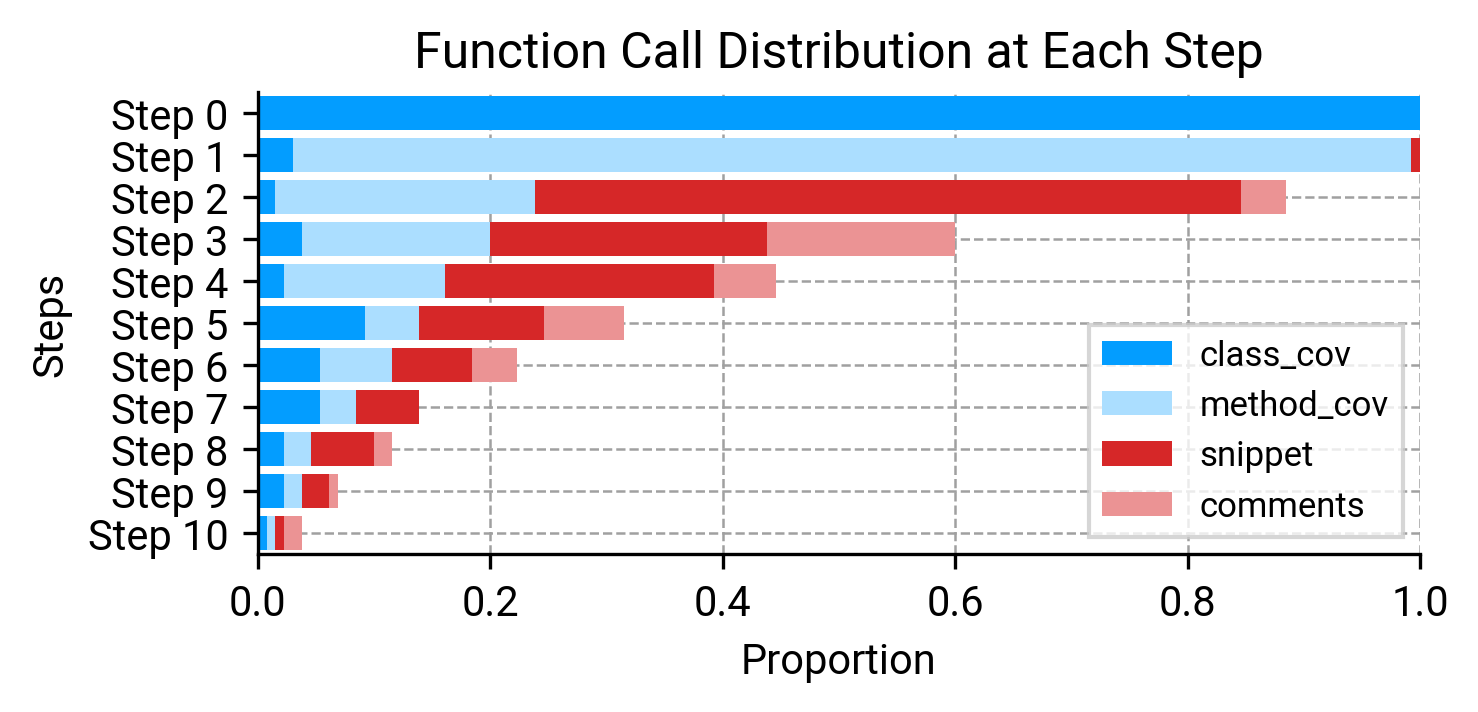 Function Call Distribution at Each Step
Steps
Step 0
Step 1
Step 2
Step 3
Step 4
Step 5
Step 6
Step 7
Step 8
Step 9
Step 10
class_cov
method_cov
snippet
comments
0.0 0.2 0.4 0.6 0.8 1.0
Proportion